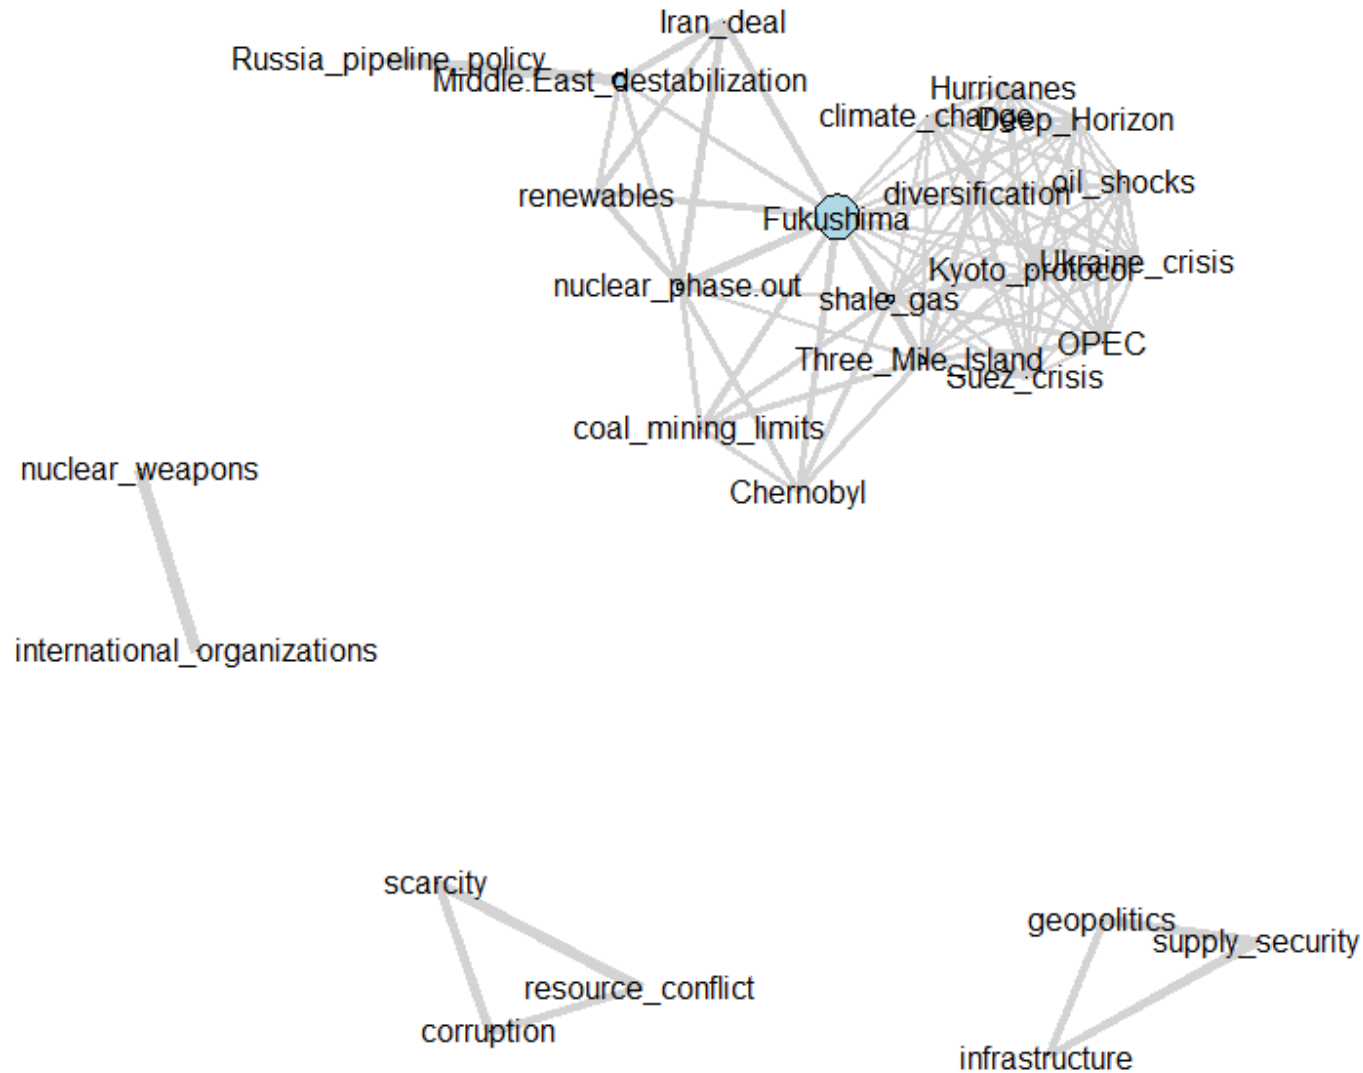 Iran_deal
Russia_pipeline_policy
Middle.East_destabilization
Hurricanes
climate_change
Deep_Horizon
oil_shocks
renewables
diversification
Fukushima
Ukraine_crisis
Kyoto_protocol
nuclear_phase.out
shale_gas
OPEC
Three_Mile_Island
Suez_crisis
coal_mining_limits
nuclear_weapons
Chernobyl
international_organizations
scarcity
geopolitics
supply_security
resource_conflict
corruption
infrastructure